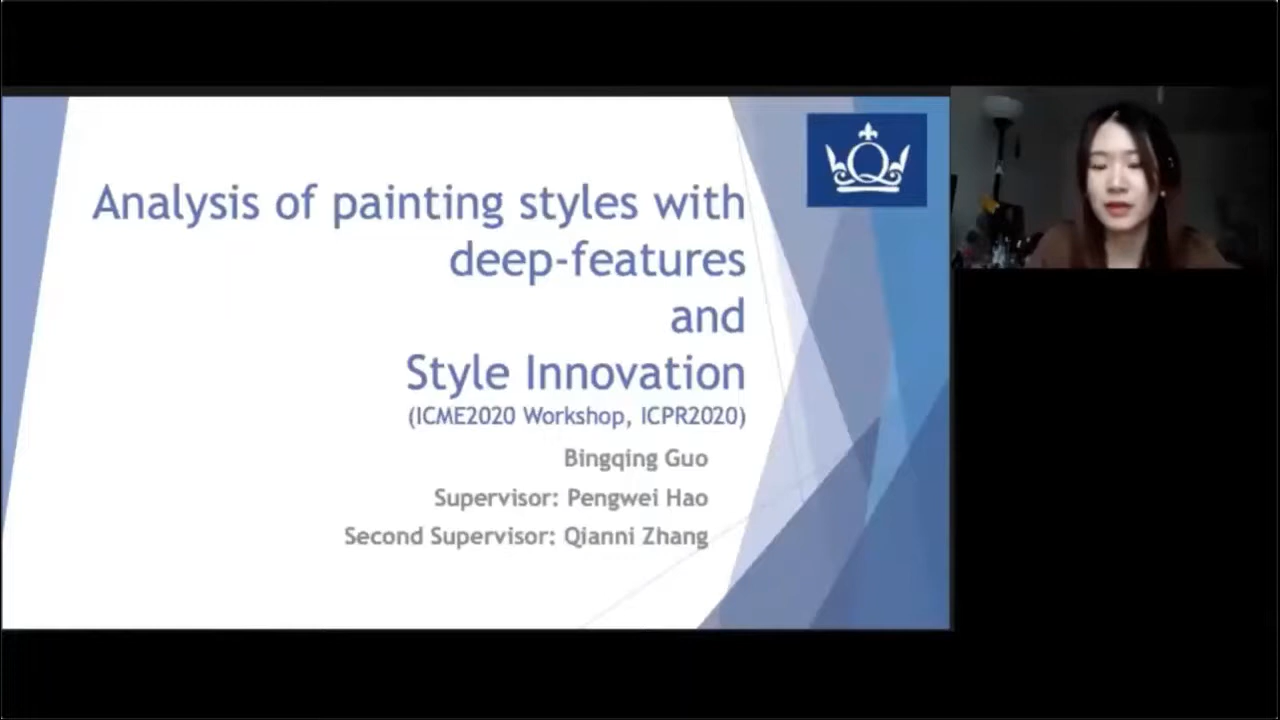 Analysis of painting styles with
deep-features
and
Style Innovation
(ICME2020 Workshop, ICPR2020)
Bingqing Guo
Supervisor: Pengwei Hao
Second Supervisor: Qianni Zhang